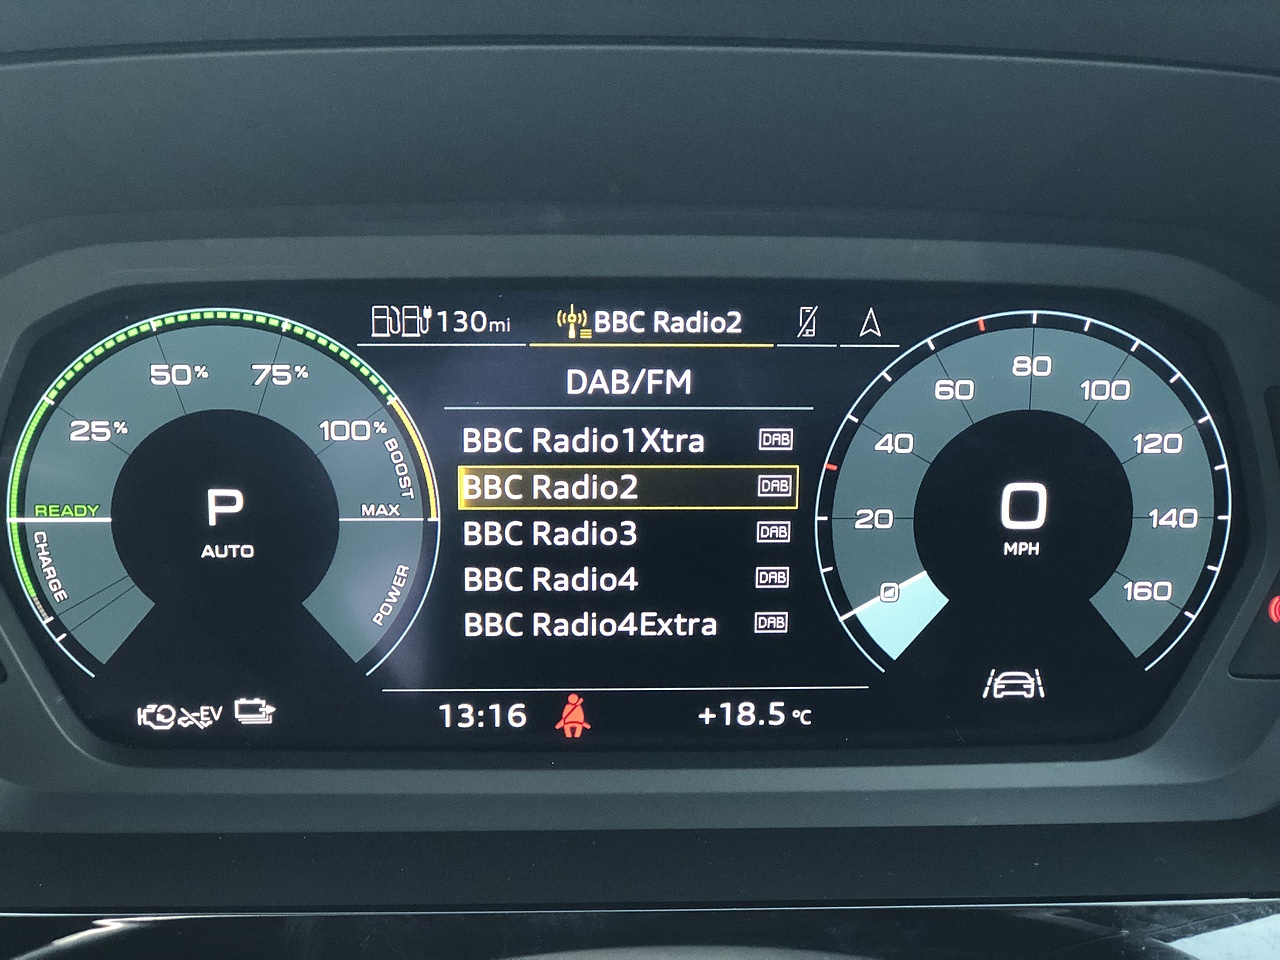 130mi
BBC Radio2
DAB/FM
BBC Radio1Xtra DAB
BBC Radio2 DAB
BBC Radio3 DAB
BBC Radio4 DAB
BBC Radio4Extra DAB
13:16
+18.5 °C
25%
50%
75%
100%
BOOST
READY
MAX
CHARGE
POWER
P
AUTO
EV
0
20
40
60
80
100
120
140
160
0
MPH